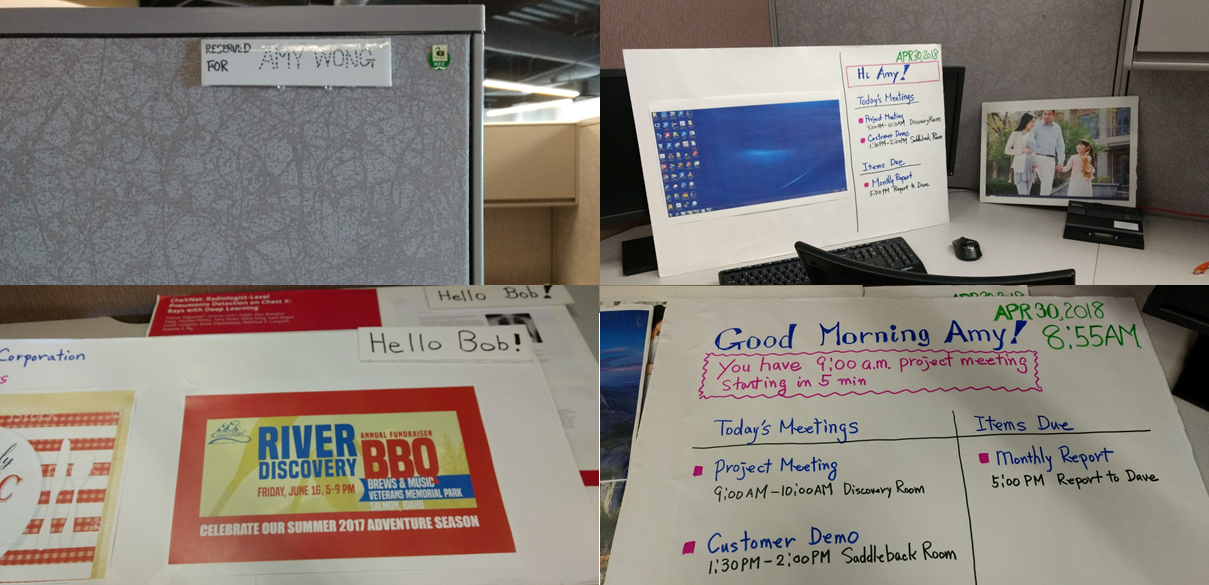 RESERVED
FOR
AMY WONG
APR 30, 2018
Hi Amy!
Today's Meetings
Project Meeting
9:00AM-10:00AM Discovery Room
Customer Demo
1:30PM-2:00PM Saddleback Room
Items Due
Monthly Report
5:00 PM Report to Dave
CheXNet: Radiologist-Level
Pneumonia Detection on Chest X-
Rays with Deep Learning
Hello Bob!
Hello Bob!
Corporation
RIVER
DISCOVERY
ANNUAL FUNDRAISER
BBQ
BREWS & MUSIC
FRIDAY, JUNE 16, 5-9 PM
VETERANS MEMORIAL PARK
SALMON, IDAHO
CELEBRATE OUR SUMMER 2017 ADVENTURE SEASON
APR 30, 2018
Good Morning Amy!
8:55AM
You have 9:00 a.m. project meeting
starting in 5 min
Today's Meetings
Project Meeting
9:00AM-10:00AM Discovery Room
Customer Demo
1:30PM-2:00PM Saddleback Room
Items Due
Monthly Report
5:00 PM Report to Dave